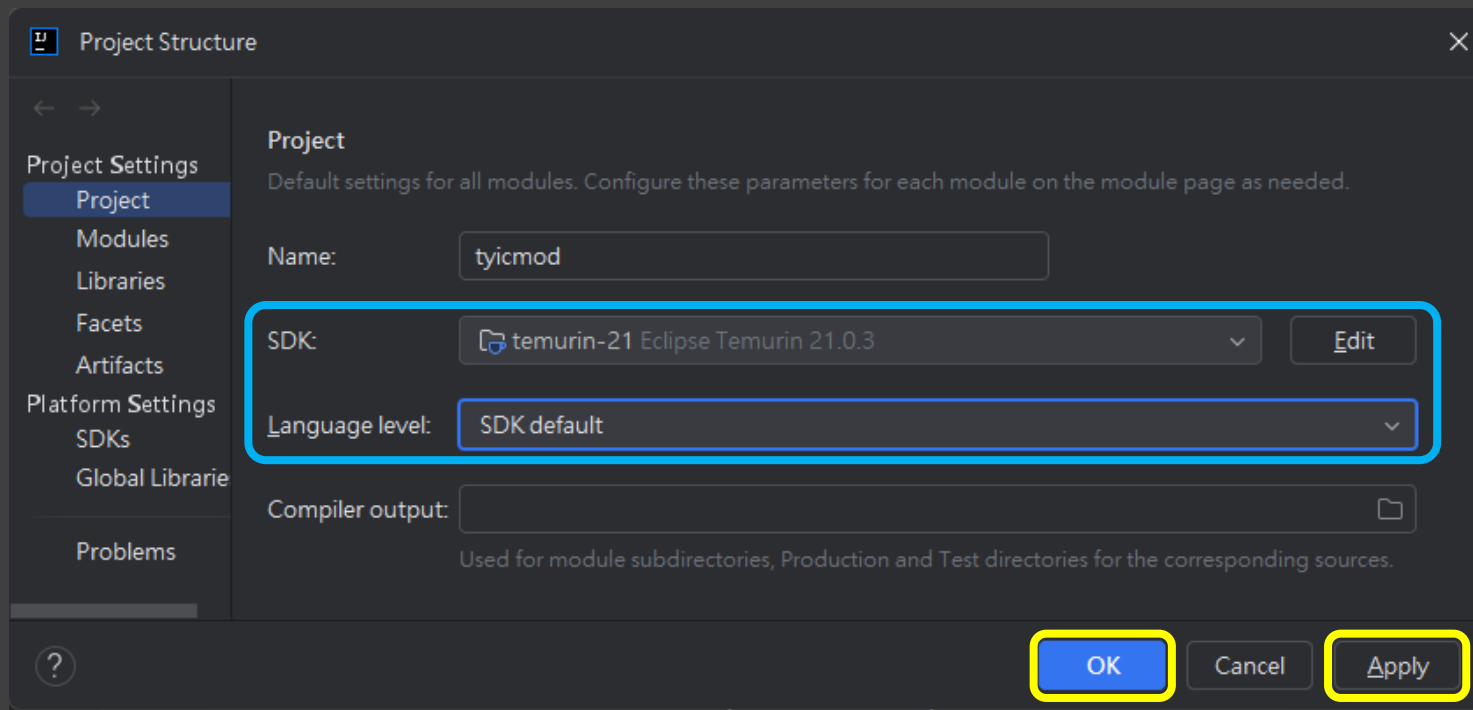 Project Structure
Project Settings
Project
Modules
Libraries
Facets
Artifacts
Platform Settings
SDKs
Global Librarie
Problems
Project
Default settings for all modules. Configure these parameters for each module on the module page as needed.
Name: tyicmod
SDK: temurin-21 Eclipse Temurin 21.0.3 Edit
Language level: SDK default
Compiler output:
Used for module subdirectories, Production and Test directories for the corresponding sources.
? OK Cancel Apply